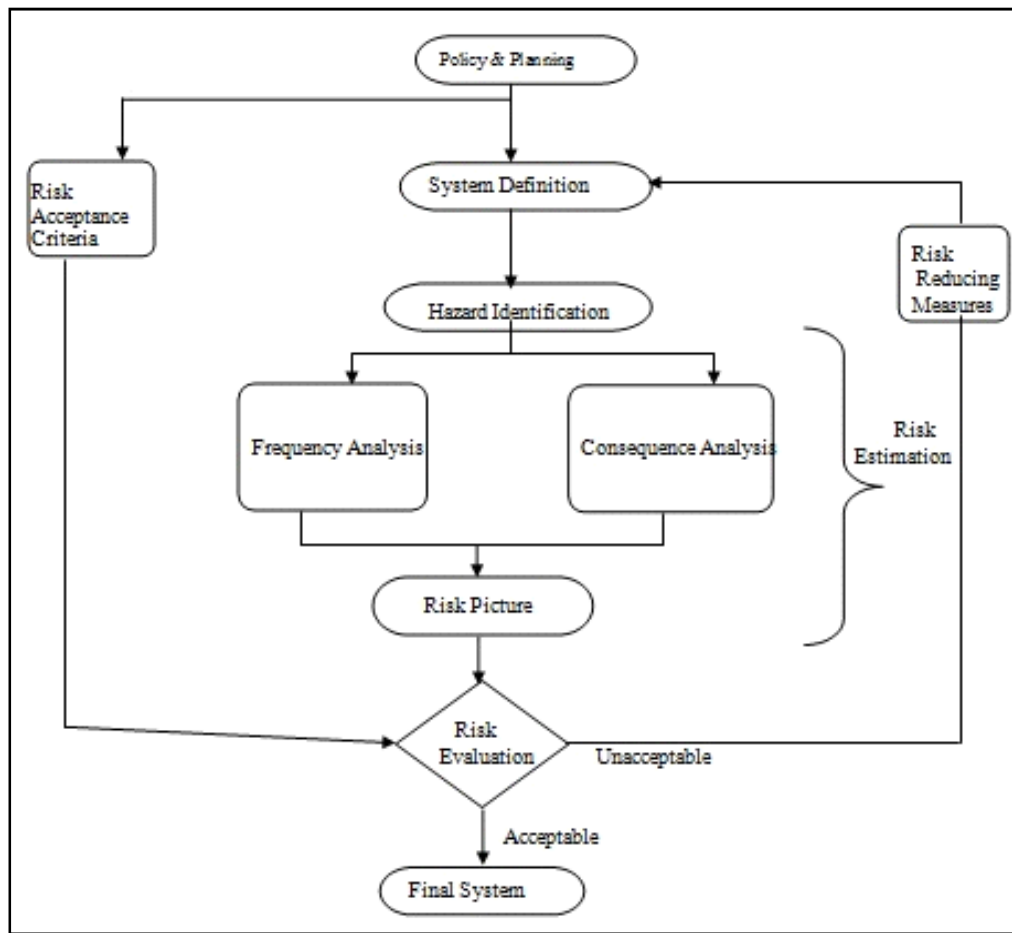 Policy & Planning
System Definition
Risk
Acceptance
Criteria
Risk
Reducing
Measures
Hazard Identification
Frequency Analysis
Consequence Analysis
Risk
Estimation
Risk Picture
Risk
Evaluation
Unacceptable
Acceptable
Final System